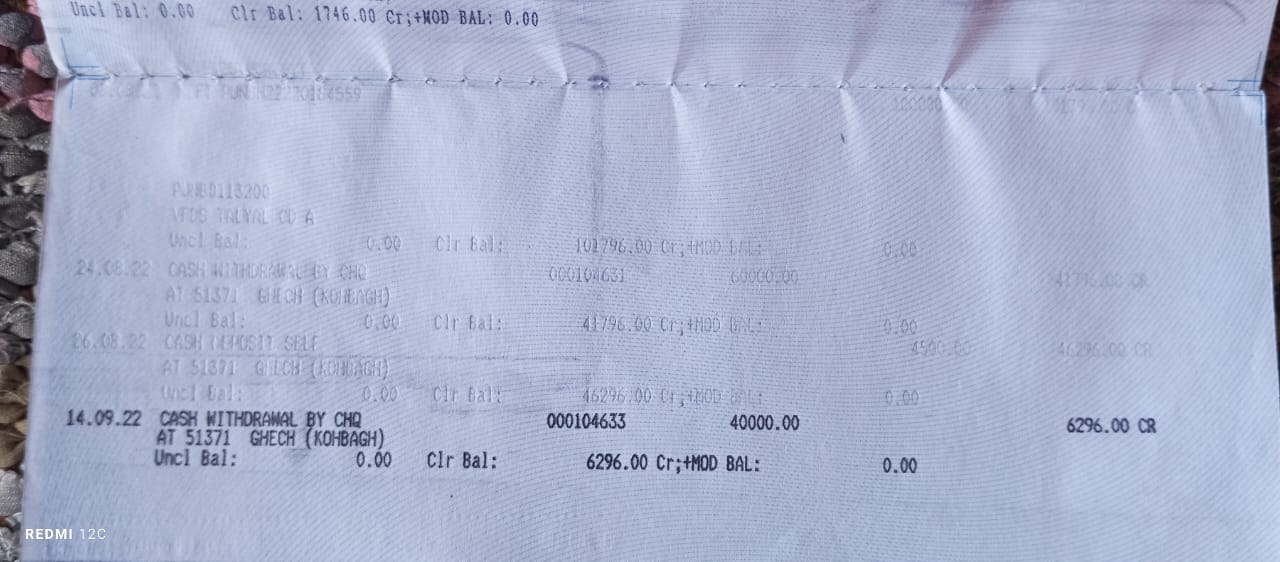 Uncl Bal: 0.00 Clr Bal: 1746.00 Cr;+MOD BAL: 0.00
PUNB0113200
VFDS TALYAL CD A
Uncl Bal: 0.00 Clr Bal: 101796.00 Cr;+MOD BAL: 0.00
24.08.22 CASH WITHDRAWAL BY CHQ 000104631 60000.00 41796.00 CR
AT 51371 GHECH (KOHBAGH)
Uncl Bal: 0.00 Clr Bal: 41796.00 Cr;+MOD BAL: 0.00
26.08.22 CASH DEPOSIT SELF 4500.00 46296.00 CR
AT 51371 GHECH (KOHBAGH)
Uncl Bal: 0.00 Clr Bal: 46296.00 Cr;+MOD BAL: 0.00
14.09.22 CASH WITHDRAWAL BY CHQ 000104633 40000.00 6296.00 CR
AT 51371 GHECH (KOHBAGH)
Uncl Bal: 0.00 Clr Bal: 6296.00 Cr;+MOD BAL: 0.00
REDMI 12C